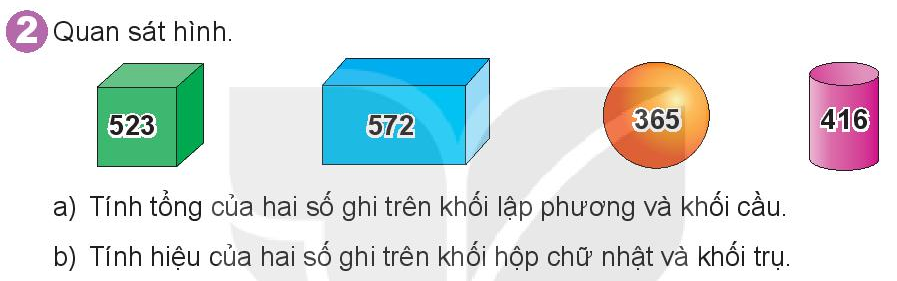 2 Quan sát hình.
523 572 365 416
a) Tính tổng của hai số ghi trên khối lập phương và khối cầu.
b) Tính hiệu của hai số ghi trên khối hộp chữ nhật và khối trụ.